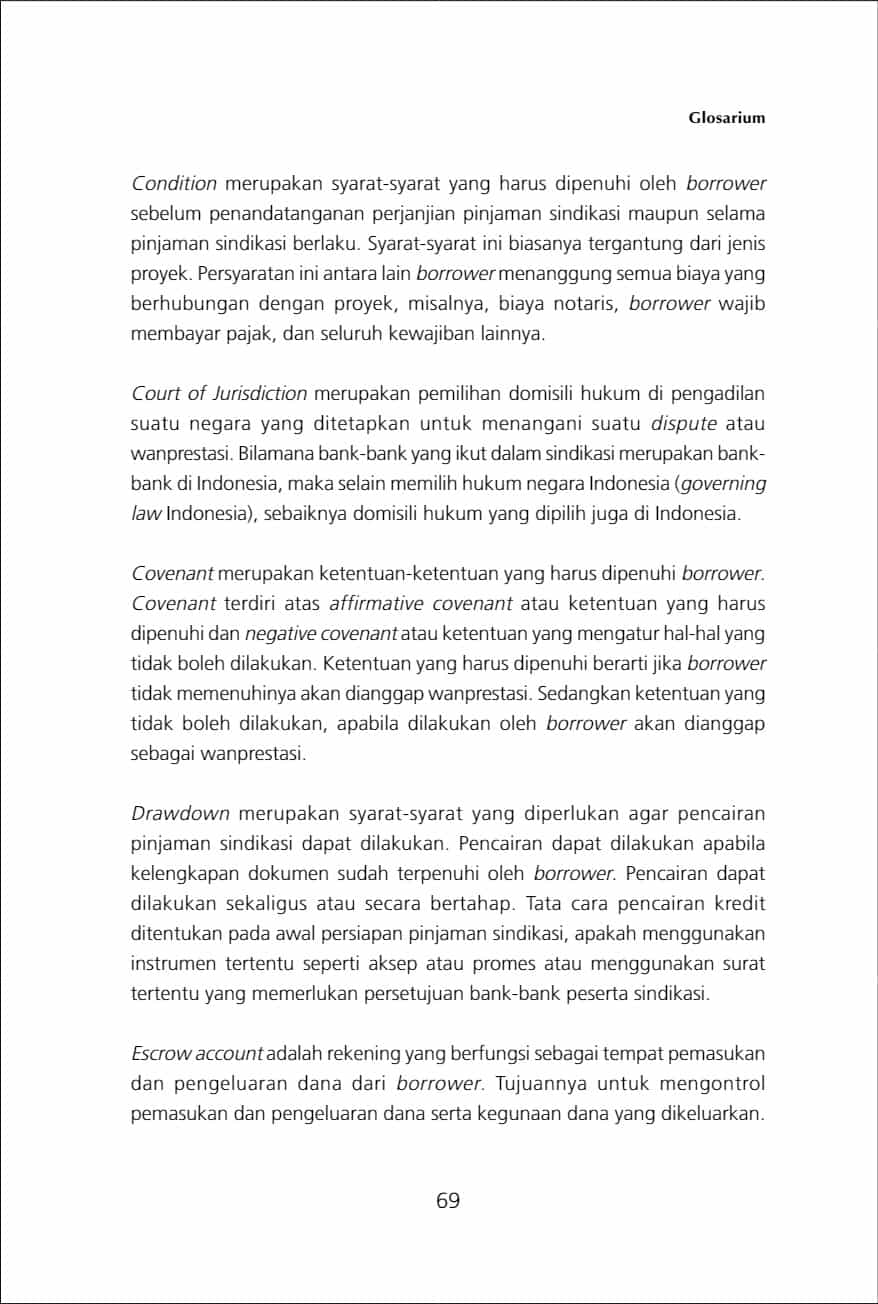 Glosarium
Condition merupakan syarat-syarat yang harus dipenuhi oleh borrower
sebelum penandatanganan perjanjian pinjaman sindikasi maupun selama
pinjaman sindikasi berlaku. Syarat-syarat ini biasanya tergantung dari jenis
proyek. Persyaratan ini antara lain borrower menanggung semua biaya yang
berhubungan dengan proyek, misalnya, biaya notaris, borrower wajib
membayar pajak, dan seluruh kewajiban lainnya.
Court of Jurisdiction merupakan pemilihan domisili hukum di pengadilan
suatu negara yang ditetapkan untuk menangani suatu dispute atau
wanprestasi. Bilamana bank-bank yang ikut dalam sindikasi merupakan bank-
bank di Indonesia, maka selain memilih hukum negara Indonesia (governing
law Indonesia), sebaiknya domisili hukum yang dipilih juga di Indonesia.
Covenant merupakan ketentuan-ketentuan yang harus dipenuhi borrower.
Covenant terdiri atas affirmative covenant atau ketentuan yang harus
dipenuhi dan negative covenant atau ketentuan yang mengatur hal-hal yang
tidak boleh dilakukan. Ketentuan yang harus dipenuhi berarti jika borrower
tidak memenuhinya akan dianggap wanprestasi. Sedangkan ketentuan yang
tidak boleh dilakukan, apabila dilakukan oleh borrower akan dianggap
sebagai wanprestasi.
Drawdown merupakan syarat-syarat yang diperlukan agar pencairan
pinjaman sindikasi dapat dilakukan. Pencairan dapat dilakukan apabila
kelengkapan dokumen sudah terpenuhi oleh borrower. Pencairan dapat
dilakukan sekaligus atau secara bertahap. Tata cara pencairan kredit
ditentukan pada awal persiapan pinjaman sindikasi, apakah menggunakan
instrumen tertentu seperti aksep atau promes atau menggunakan surat
tertentu yang memerlukan persetujuan bank-bank peserta sindikasi.
Escrow account adalah rekening yang berfungsi sebagai tempat pemasukan
dan pengeluaran dana dari borrower. Tujuannya untuk mengontrol
pemasukan dan pengeluaran dana serta kegunaan dana yang dikeluarkan.
69